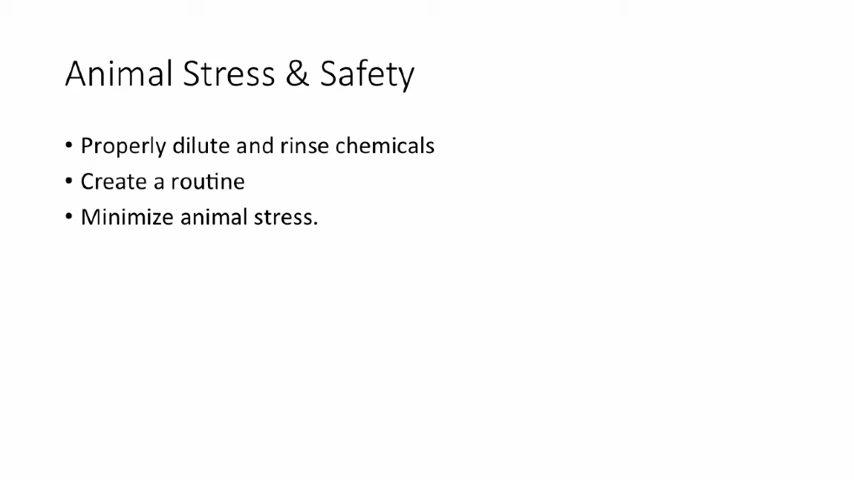 Animal Stress & Safety
• Properly dilute and rinse chemicals
• Create a routine
• Minimize animal stress.